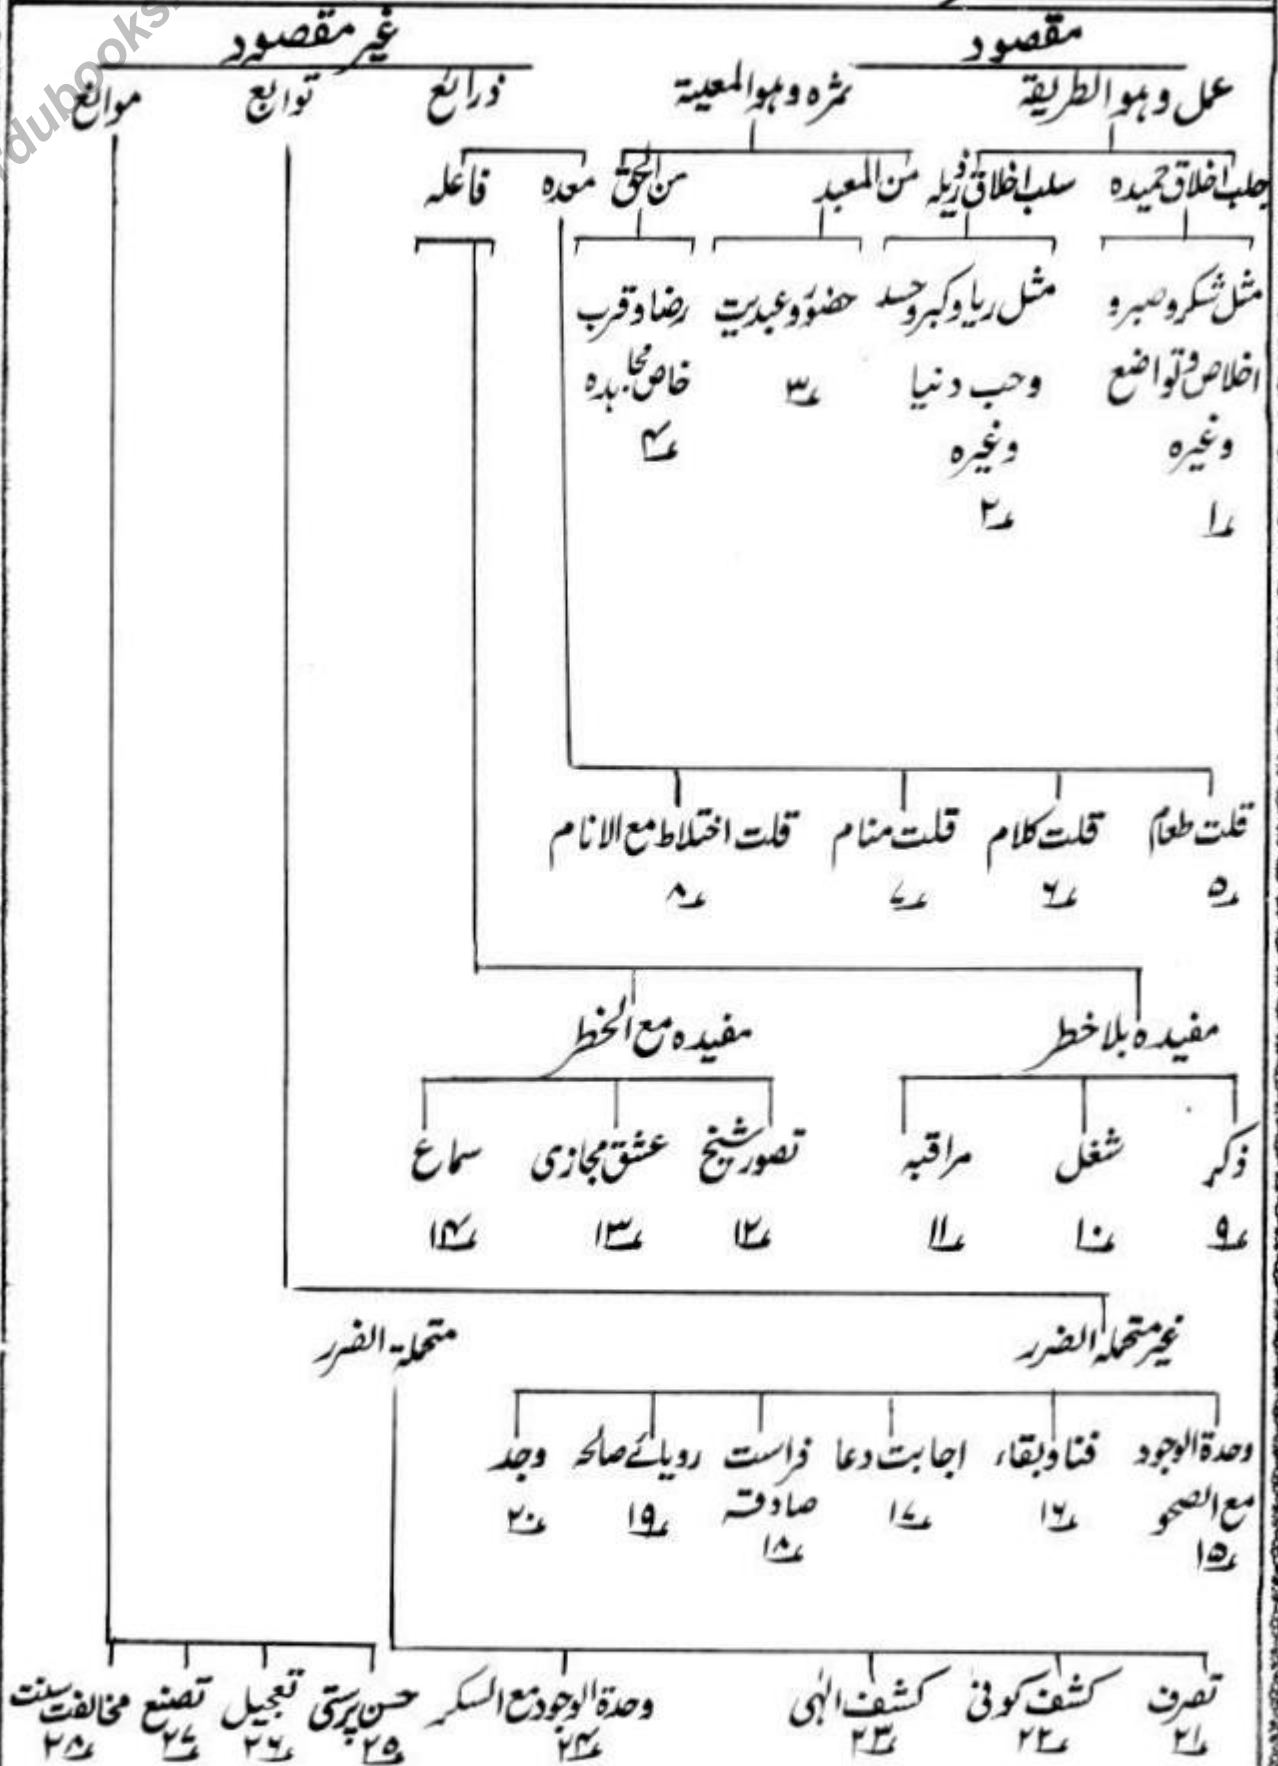 مقصود غیر مقصود
عمل وہو الطریقۃ ثمرہ وہو المعیۃ ذرائع توابع موانع
جلب اخلاق حمیدہ سلب اخلاق رذیلہ من العبد من الحق معدہ فاعلہ
مثل شکر و صبر و مثل ریا و کبر و حسد حضور و عبدیت رضا و قرب
اخلاص و تواضع وحب دنیا ۳؎ خاص مجاہدہ
وغیرہ وغیرہ ۴؎
۱؎ ۲؎
قلت طعام قلت کلام قلت منام قلت اختلاط مع الانام
۵؎ ۶؎ ۷؎ ۸؎
مفیدہ بلا خطر مفیدہ مع الخطر
ذکر شغل مراقبہ تصور شیخ عشق مجازی سماع
۹؎ ۱۰؎ ۱۱؎ ۱۲؎ ۱۳؎ ۱۴؎
غیر متحملہ الضرر متحملۃ الضرر
وحدۃ الوجود فنا و بقاء اجابت دعا فراست رویائے صالحہ وجد
مع الصحو ۱۶؎ ۱۷؎ صادقہ ۱۹؎ ۲۰؎
۱۵؎ ۱۸؎
تصرف کشف کونی کشف الٰہی وحدۃ الوجود مع السکر حسن پرستی تعجیل تصنع مخالفت سنت
۲۱؎ ۲۲؎ ۲۳؎ ۲۴؎ ۲۵؎ ۲۶؎ ۲۷؎ ۲۸؎